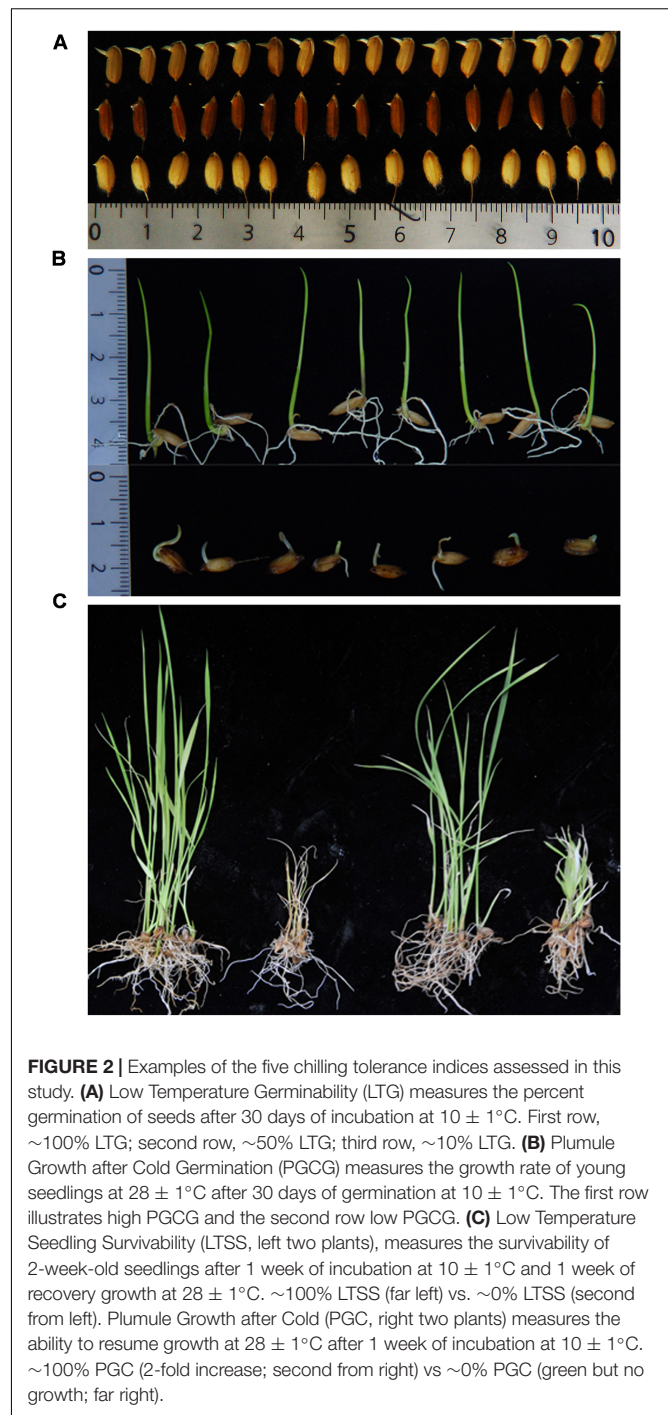 A
0 1 2 3 4 5 6 7 8 9 10
B
0
1
2
3
4
0
1
2
C
FIGURE 2 | Examples of the five chilling tolerance indices assessed in this
study. (A) Low Temperature Germinability (LTG) measures the percent
germination of seeds after 30 days of incubation at 10 ± 1°C. First row,
∼100% LTG; second row, ∼50% LTG; third row, ∼10% LTG. (B) Plumule
Growth after Cold Germination (PGCG) measures the growth rate of young
seedlings at 28 ± 1°C after 30 days of germination at 10 ± 1°C. The first row
illustrates high PGCG and the second row low PGCG. (C) Low Temperature
Seedling Survivability (LTSS, left two plants), measures the survivability of
2-week-old seedlings after 1 week of incubation at 10 ± 1°C and 1 week of
recovery growth at 28 ± 1°C. ∼100% LTSS (far left) vs. ∼0% LTSS (second
from left). Plumule Growth after Cold (PGC, right two plants) measures the
ability to resume growth at 28 ± 1°C after 1 week of incubation at 10 ± 1°C.
∼100% PGC (2-fold increase; second from right) vs ∼0% PGC (green but no
growth; far right).